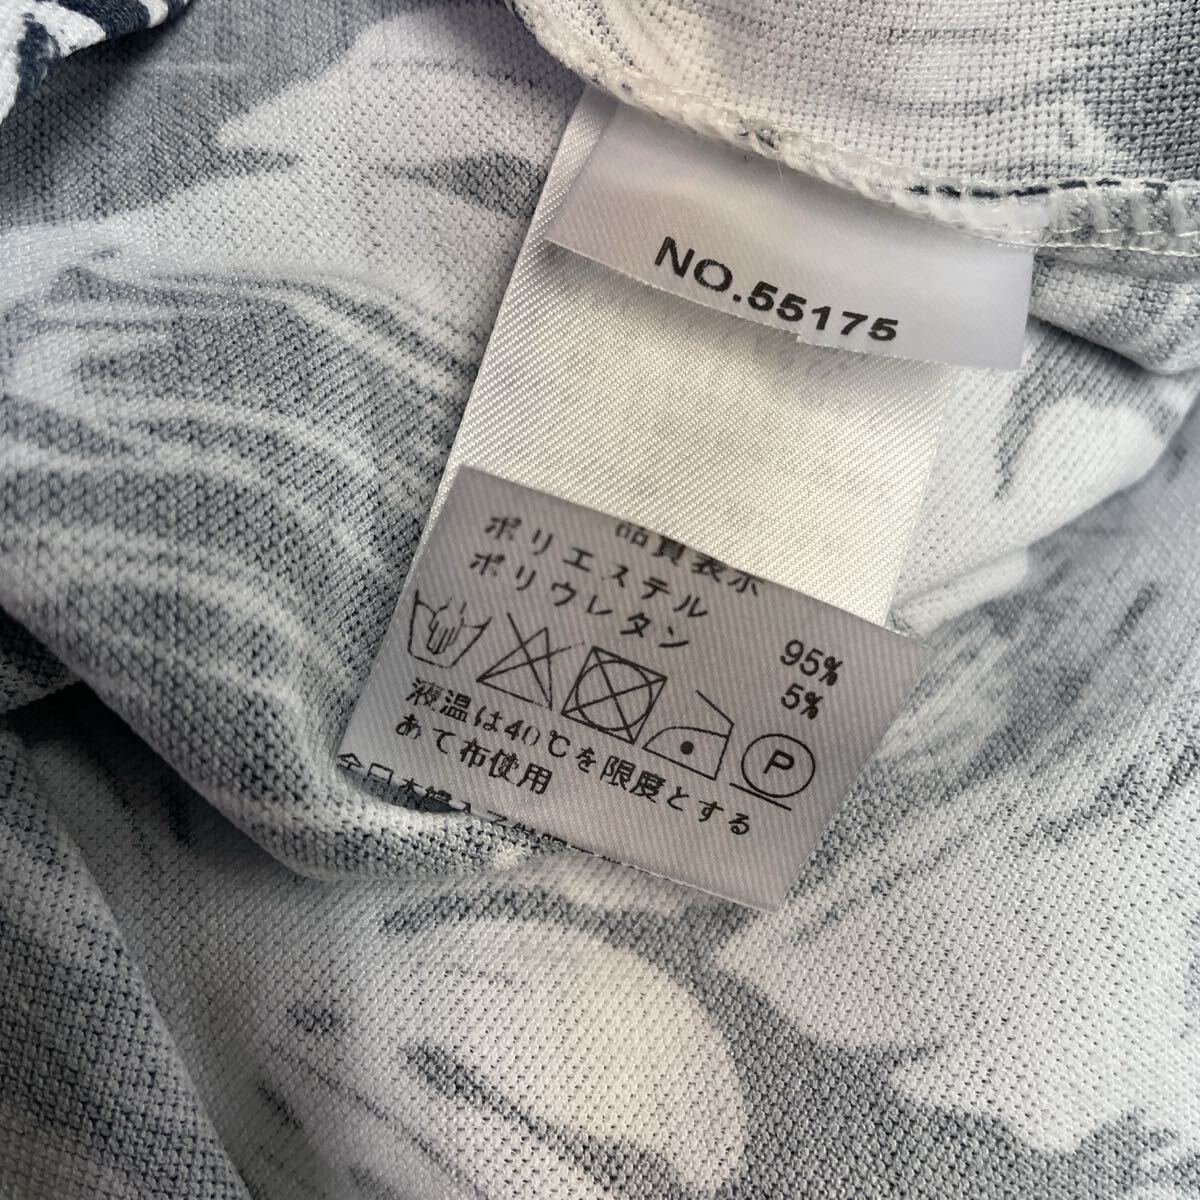 NO.55175
品質表示
ポリエステル 95%
ポリウレタン 5%
P
液温は40℃を限度とする
あて布使用